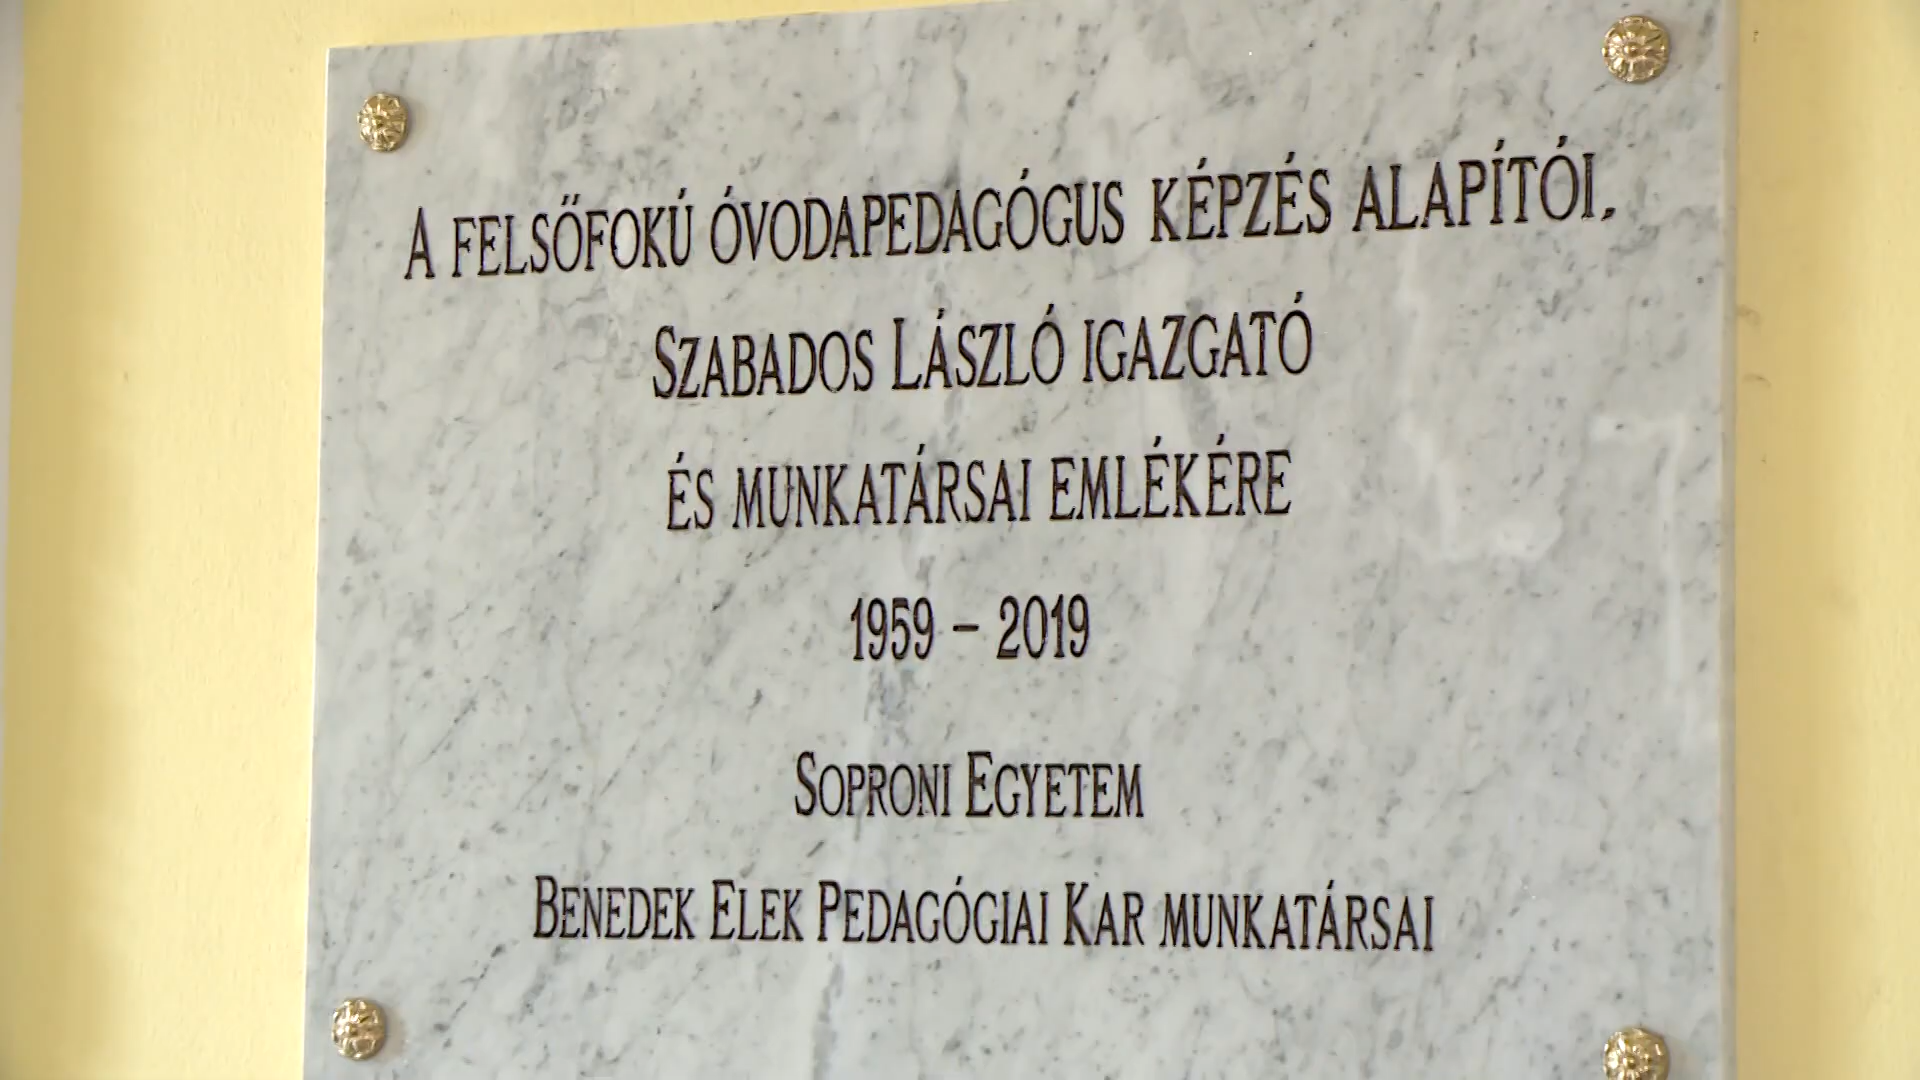 A FELSŐFOKÚ ÓVODAPEDAGÓGUS KÉPZÉS ALAPÍTÓI,
SZABADOS LÁSZLÓ IGAZGATÓ
ÉS MUNKATÁRSAI EMLÉKÉRE
1959 – 2019
SOPRONI EGYETEM
BENEDEK ELEK PEDAGÓGIAI KAR MUNKATÁRSAI